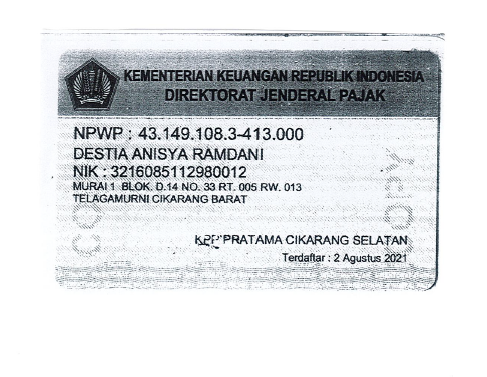 KEMENTERIAN KEUANGAN REPUBLIK INDONESIA
DIREKTORAT JENDERAL PAJAK
NPWP : 43.149.108.3-413.000
DESTIA ANISYA RAMDANI
NIK : 3216085112980012
MURAI 1 BLOK. D.14 NO. 33 RT. 005 RW. 013
TELAGAMURNI CIKARANG BARAT
COPY
KPP PRATAMA CIKARANG SELATAN
Terdaftar : 2 Agustus 2021